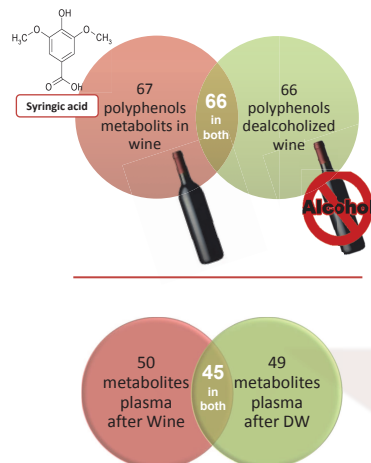 OH
H₃C
O
O
CH₃
O
Oh
Syringic acid
67
polyphenols
metabolits in
wine
66
in
both
66
polyphenols
dealcoholized
wine
Alcohol
50
metabolites
plasma
after Wine
45
in
both
49
metabolites
plasma
after DW